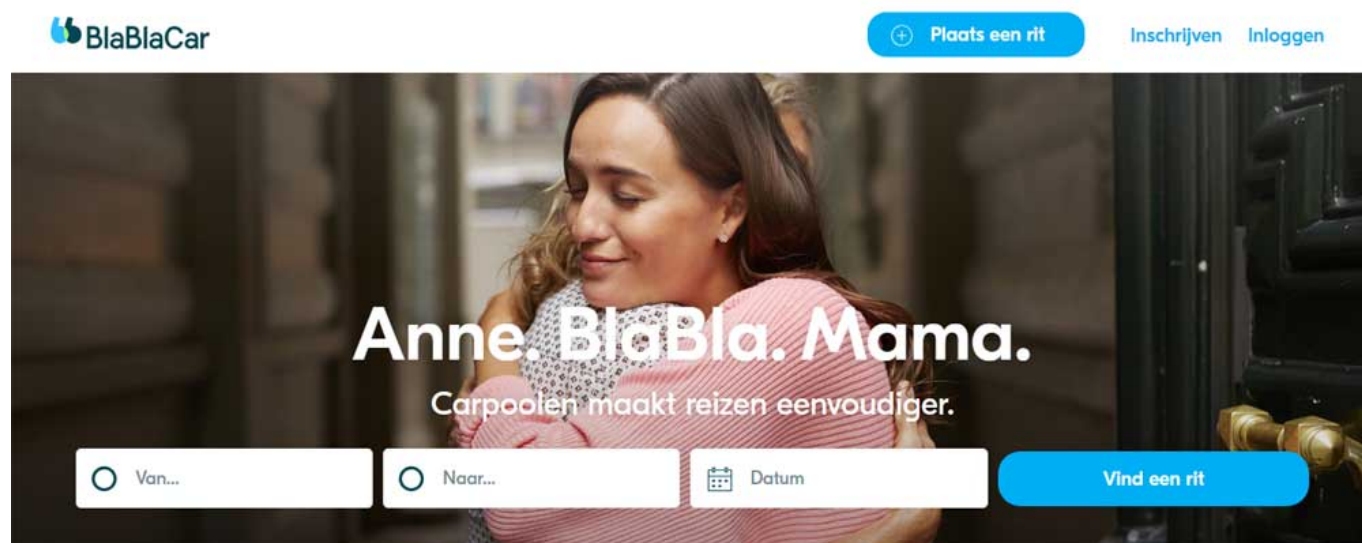 BlaBlaCar
Plaats een rit
Inschrijven
Inloggen
Anne. BlaBla. Mama.
Carpoolen maakt reizen eenvoudiger.
Van...
Naar...
Datum
Vind een rit